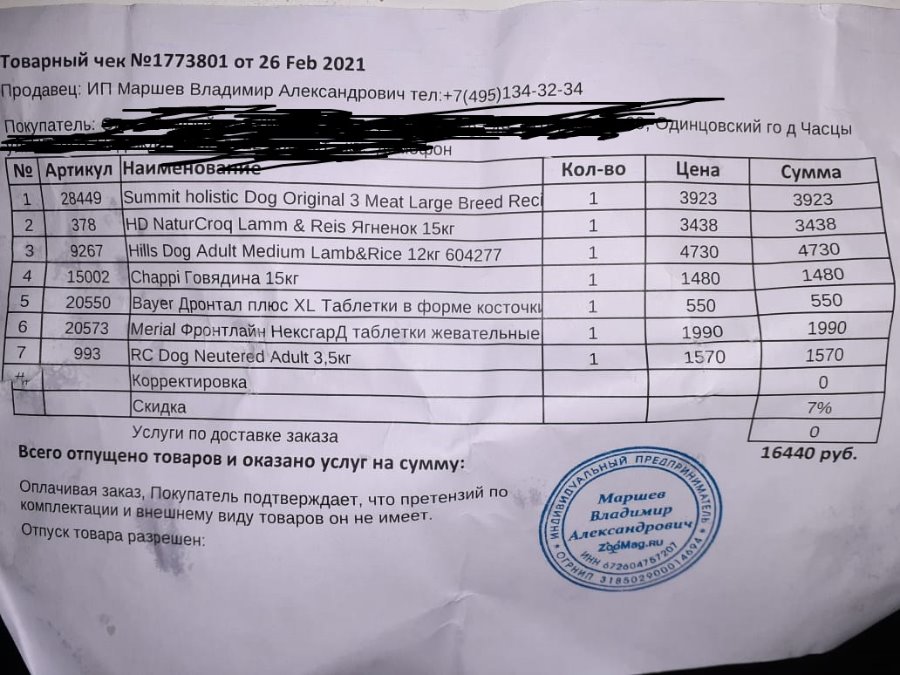 Товарный чек №1773801 от 26 Feb 2021
Продавец: ИП Маршев Владимир Александрович тел:+7(495)134-32-34
Покупатель: Одинцовский го д Часцы
№ Артикул Наименование Кол-во Цена Сумма
1 28449 Summit holistic Dog Original 3 Meat Large Breed Reci 1 3923 3923
2 378 HD NaturCroq Lamm & Reis Ягненок 15кг 1 3438 3438
3 9267 Hills Dog Adult Medium Lamb&Rice 12кг 604277 1 4730 4730
4 15002 Chappi Говядина 15кг 1 1480 1480
5 20550 Bayer Дронтал плюс XL Таблетки в форме косточки 1 550 550
6 20573 Merial Фронтлайн НексгарД таблетки жевательные 1 1990 1990
7 993 RC Dog Neutered Adult 3,5кг 1 1570 1570
Корректировка 0
Скидка 7%
Услуги по доставке заказа 0
Всего отпущено товаров и оказано услуг на сумму: 16440 руб.
Оплачивая заказ, Покупатель подтверждает, что претензий по
комплектации и внешнему виду товаров он не имеет.
Отпуск товара разрешен:
ИНДИВИДУАЛЬНЫЙ ПРЕДПРИНИМАТЕЛЬ
Маршев
Владимир
Александрович
ZooMag.RU
ИНН 672604757207
ОГРНИП 318502900014694